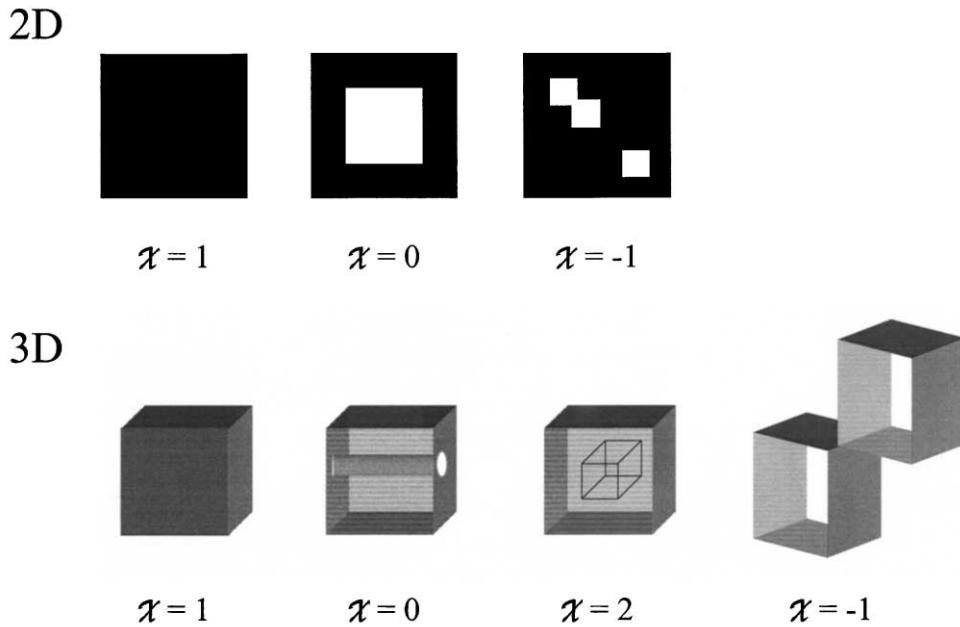 2D
𝒳 = 1
𝒳 = 0
𝒳 = -1
3D
𝒳 = 1
𝒳 = 0
𝒳 = 2
𝒳 = -1